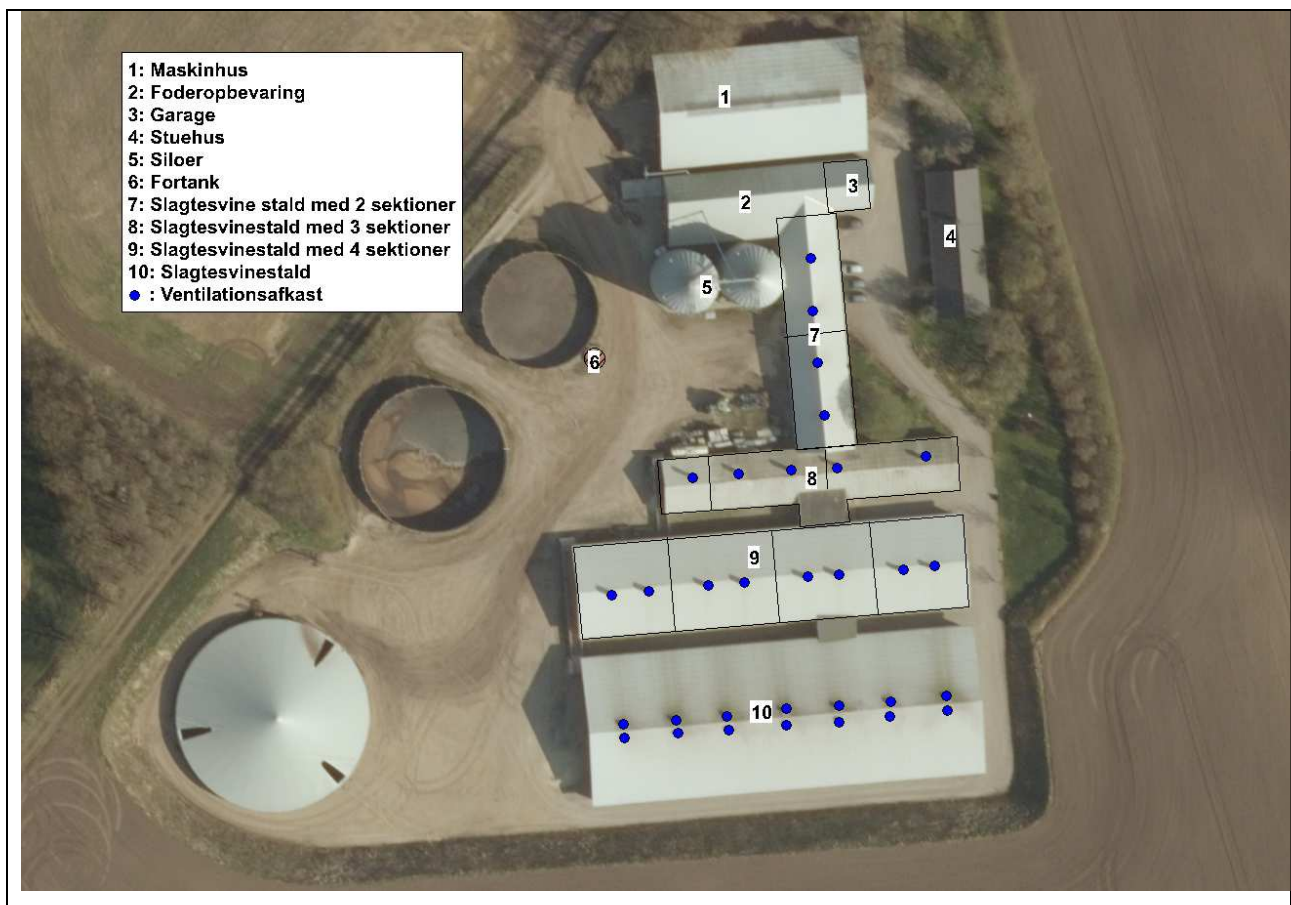 1: Maskinhus
2: Foderopbevaring
3: Garage
4: Stuehus
5: Siloer
6: Fortank
7: Slagtesvine stald med 2 sektioner
8: Slagtesvinestald med 3 sektioner
9: Slagtesvinestald med 4 sektioner
10: Slagtesvinestald
: Ventilationsafkast
1
2
3
4
5
6
7
8
9
10